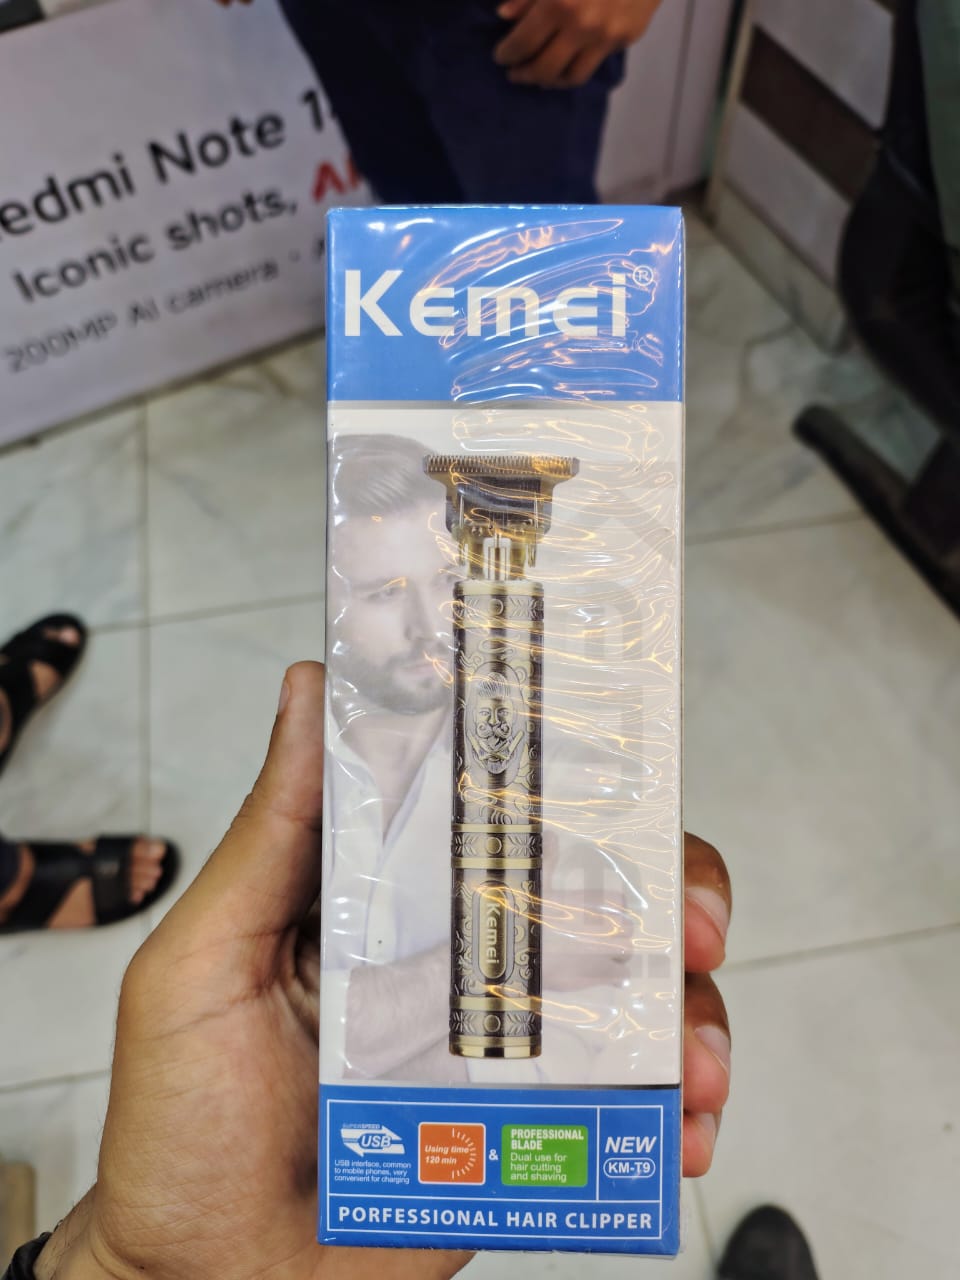 edmi Note 1
Iconic shots, A
200MP AI camera
Kemei®
Kemei
SUPERSPEED
USB
USB interface, common
to mobile phones, very
convenient for charging
Using time
120 min
&
PROFESSIONAL
BLADE
Dual use for
hair cutting
and shaving
NEW
KM-T9
PORFESSIONAL HAIR CLIPPER